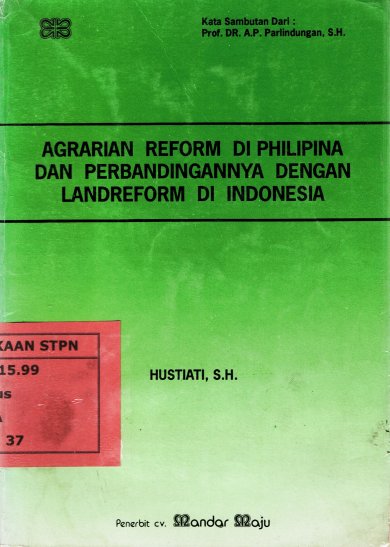 Kata Sambutan Dari :
Prof. DR. A.P. Parlindungan, S.H.
AGRARIAN REFORM DI PHILIPINA
DAN PERBANDINGANNYA DENGAN
LANDREFORM DI INDONESIA
KAAN STPN
15.99
us
A
37
HUSTIATI, S.H.
Penerbit cv. Mandar Maju